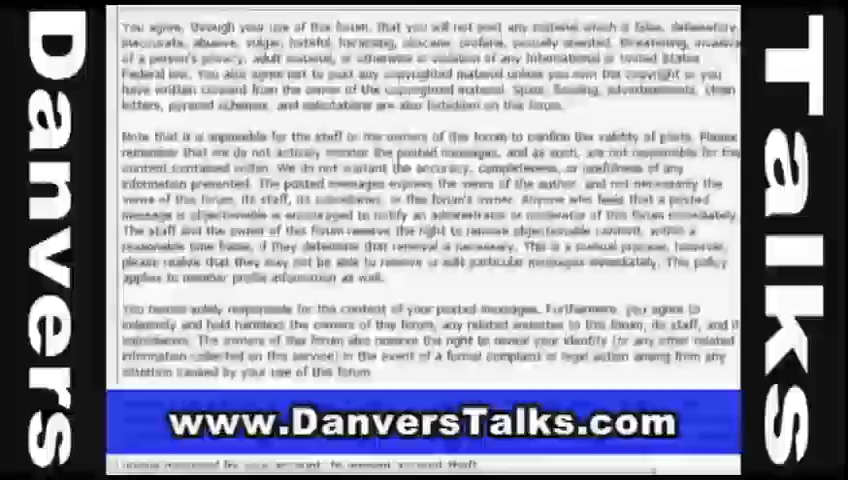 Danvers
Talks
You agree, through your use of this forum, that you will not post any material which is false, defamatory,
inaccurate, abusive, vulgar, hateful, harassing, obscene, profane, sexually oriented, threatening, invasive
of a person's privacy, adult material, or otherwise in violation of any International or United States
Federal law. You also agree not to post any copyrighted material unless you own the copyright or you
have written consent from the owner of the copyrighted material. Spam, flooding, advertisements, chain
letters, pyramid schemes, and solicitations are also forbidden on this forum.
Note that it is impossible for the staff or the owners of this forum to confirm the validity of posts. Please
remember that we do not actively monitor the posted messages, and as such, are not responsible for the
content contained within. We do not warrant the accuracy, completeness, or usefulness of any
information presented. The posted messages express the views of the author, and not necessarily the
views of this forum, its staff, its subsidiaries, or this forum's owner. Anyone who feels that a posted
message is objectionable is encouraged to notify an administrator or moderator of this forum immediately.
The staff and the owner of this forum reserve the right to remove objectionable content, within a
reasonable time frame, if they determine that removal is necessary. This is a manual process, however,
please realize that they may not be able to remove or edit particular messages immediately. This policy
applies to member profile information as well.
You remain solely responsible for the content of your posted messages. Furthermore, you agree to
indemnify and hold harmless the owners of this forum, any related websites to this forum, its staff, and
subsidiaries. The owners of this forum also reserve the right to reveal your identity (or any other related
information collected on this service) in the event of a formal complaint or legal action arising from any
situation caused by your use of this forum.
www.DanversTalks.com